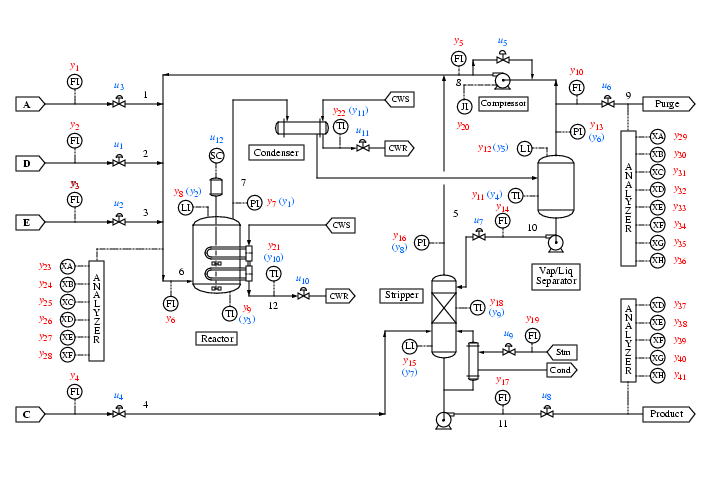 y5
u5
y1
FI
u3
1
8
FI
y10
FI
u6
9
A
CWS
JI
Compressor
Purge
y20
y2
FI
u1
2
y22 (y11)
TI
u11
CWR
PI
y13
(y6)
XA
y29
D
u12
SC
Condenser
y12 (y5)
LI
XB
y30
XC
y31
y3
FI
u2
3
y8 (y2)
LI
7
PI
y7 (y1)
y11 (y4)
TI
XD
y32
XE
y33
E
y14
FI
5
u7
10
CWS
XF
y34
y16
(y8)
PI
XG
y35
y21
(y10)
TI
XH
y36
ANALYZER
y23
XA
y24
XB
y25
XC
y26
XD
y27
XE
y28
XF
ANALYZER
6
FI
y6
u10
CWR
12
TI
y9
(y3)
Reactor
Vap/Liq
Separator
Stripper
TI
y18
(y9)
XD
y37
XE
y38
XF
y39
XG
y40
XH
y41
ANALYZER
y19
FI
u9
Stm
Cond
LI
y15
(y7)
y4
FI
u4
4
C
y17
FI
11
u8
Product